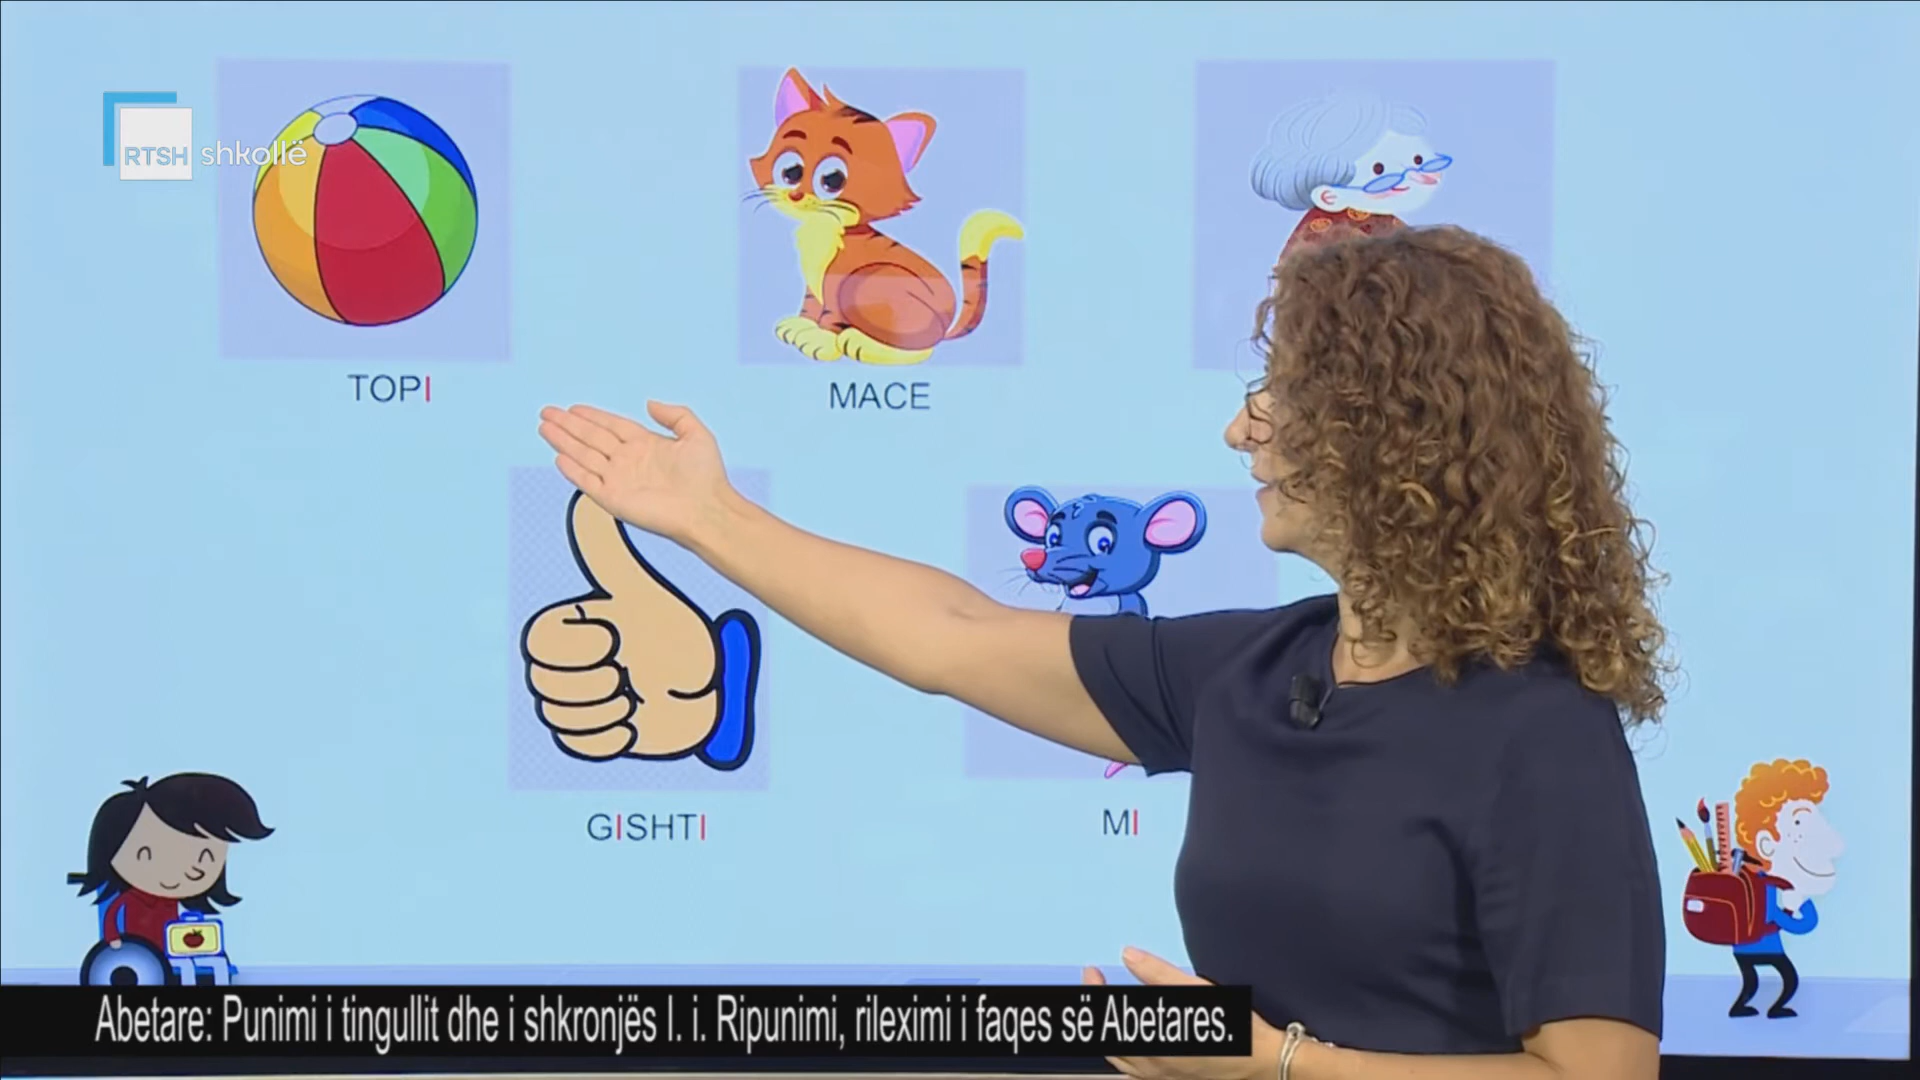 RTSH shkollë
TOPI
MACE
GISHTI
MI
Abetare: Punimi i tingullit dhe i shkronjës I. i. Ripunimi, rileximi i faqes së Abetares.